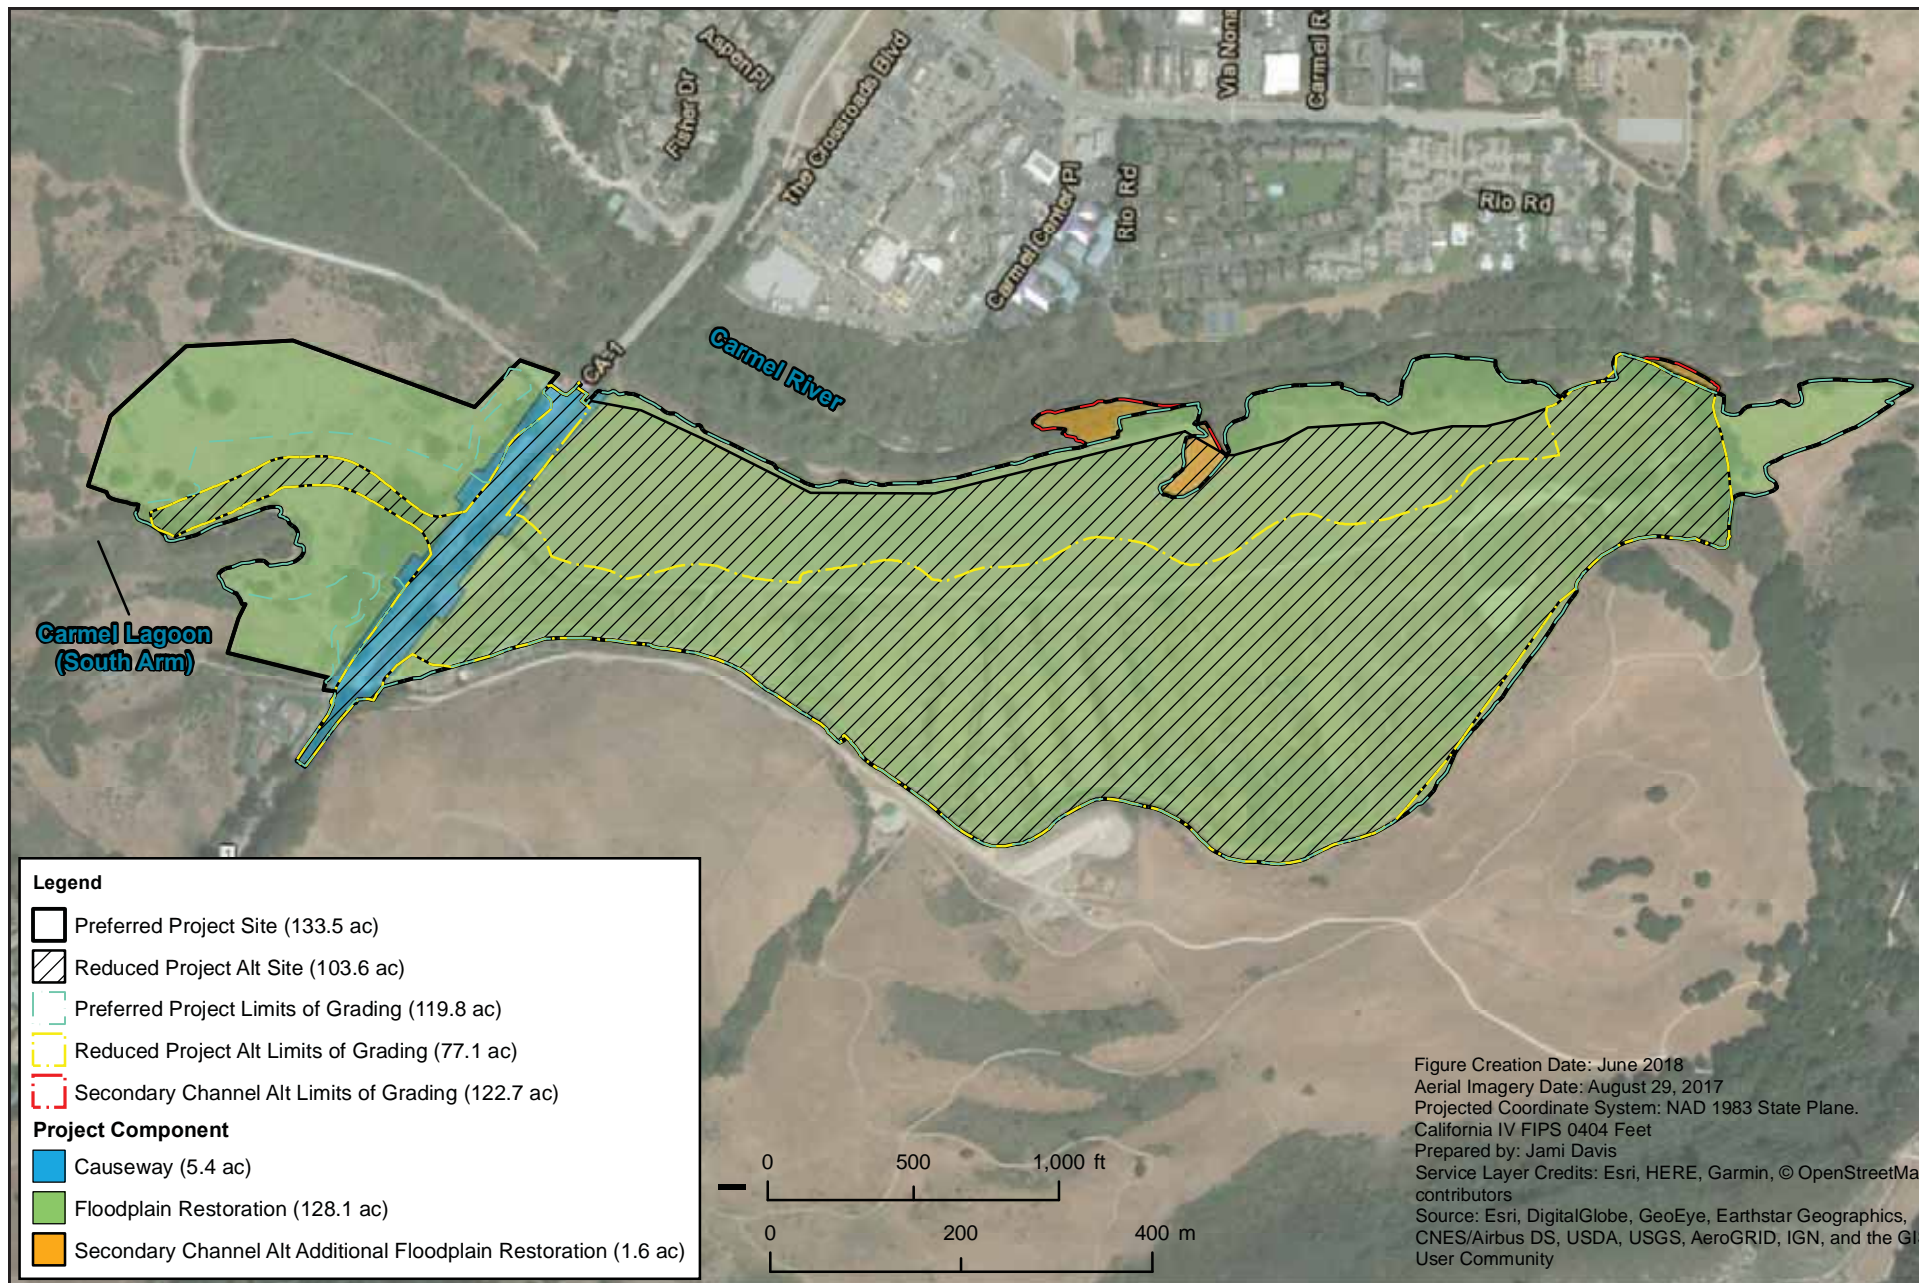 Aspen Pl
Fisher Dr
The Crossroads Blvd
Via Nona
Carmel R
Rio Rd
Carmel Center Pl
Rio Rd
CA-1
Carmel River
Carmel Lagoon
(South Arm)
1
Legend
Preferred Project Site (133.5 ac)
Reduced Project Alt Site (103.6 ac)
Preferred Project Limits of Grading (119.8 ac)
Reduced Project Alt Limits of Grading (77.1 ac)
Secondary Channel Alt Limits of Grading (122.7 ac)
Project Component
Causeway (5.4 ac)
Floodplain Restoration (128.1 ac)
Secondary Channel Alt Additional Floodplain Restoration (1.6 ac)
0 500 1,000 ft
0 200 400 m
Figure Creation Date: June 2018
Aerial Imagery Date: August 29, 2017
Projected Coordinate System: NAD 1983 State Plane.
California IV FIPS 0404 Feet
Prepared by: Jami Davis
Service Layer Credits: Esri, HERE, Garmin, © OpenStreetMa
contributors
Source: Esri, DigitalGlobe, GeoEye, Earthstar Geographics,
CNES/Airbus DS, USDA, USGS, AeroGRID, IGN, and the GI
User Community